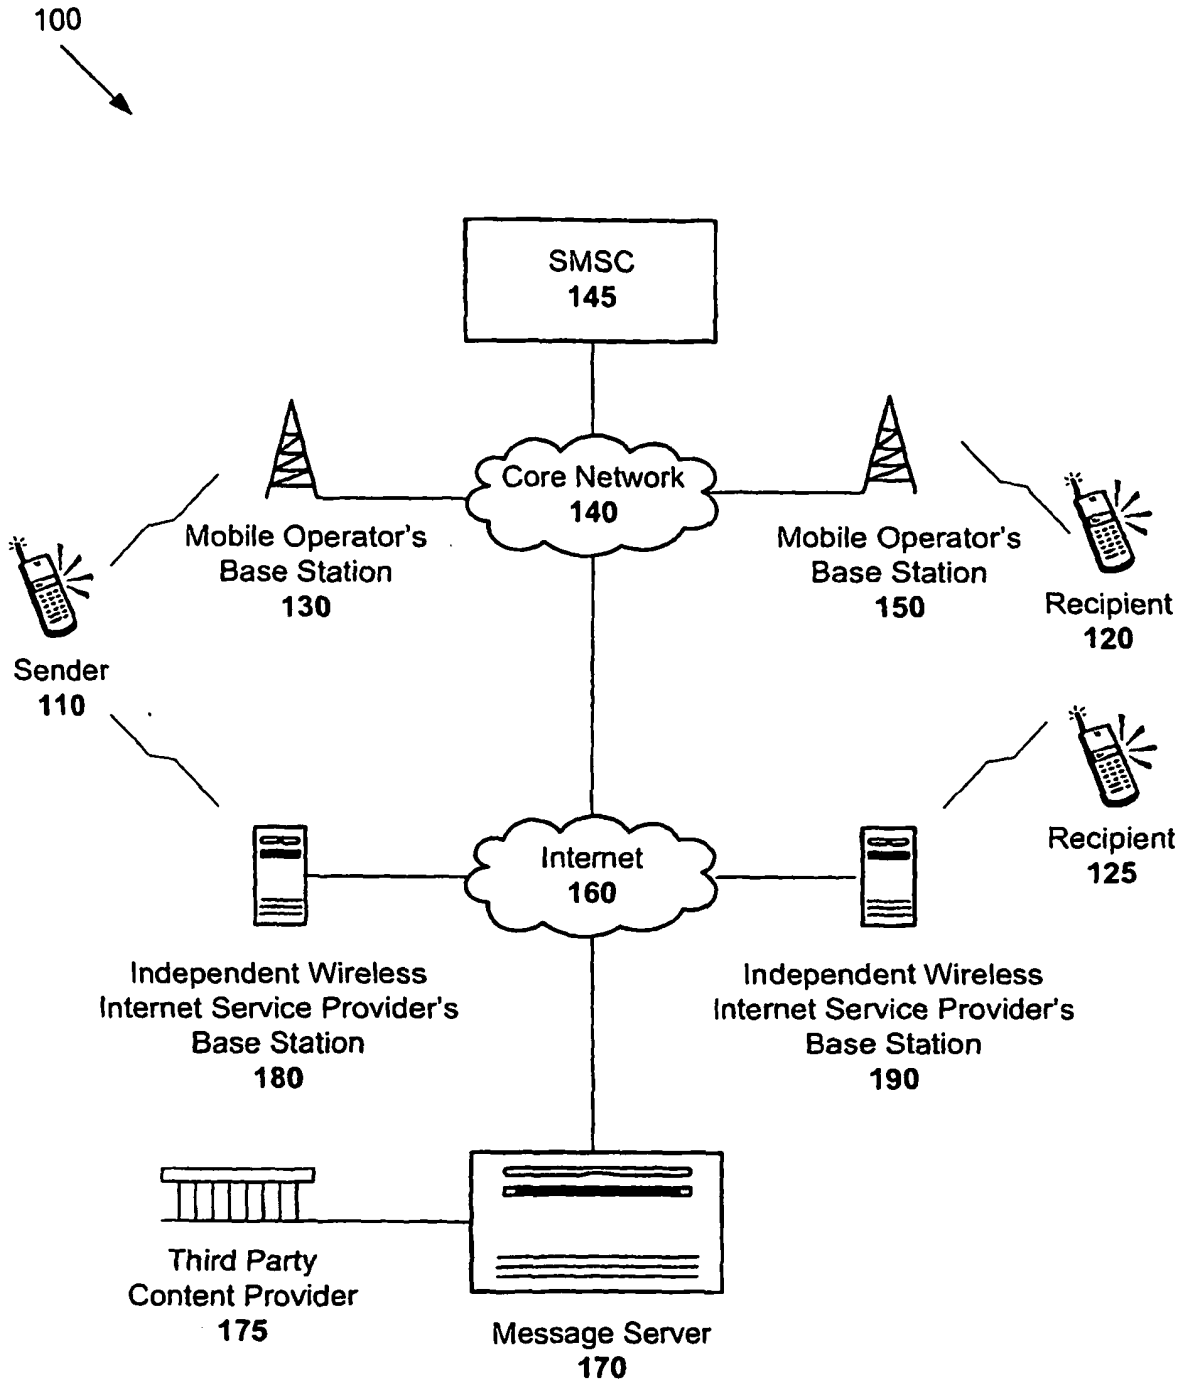 100
SMSC
145
Core Network
140
Mobile Operator's
Base Station
130
Mobile Operator's
Base Station
150
Recipient
120
Sender
110
Internet
160
Recipient
125
Independent Wireless
Internet Service Provider's
Base Station
180
Independent Wireless
Internet Service Provider's
Base Station
190
Third Party
Content Provider
175
Message Server
170